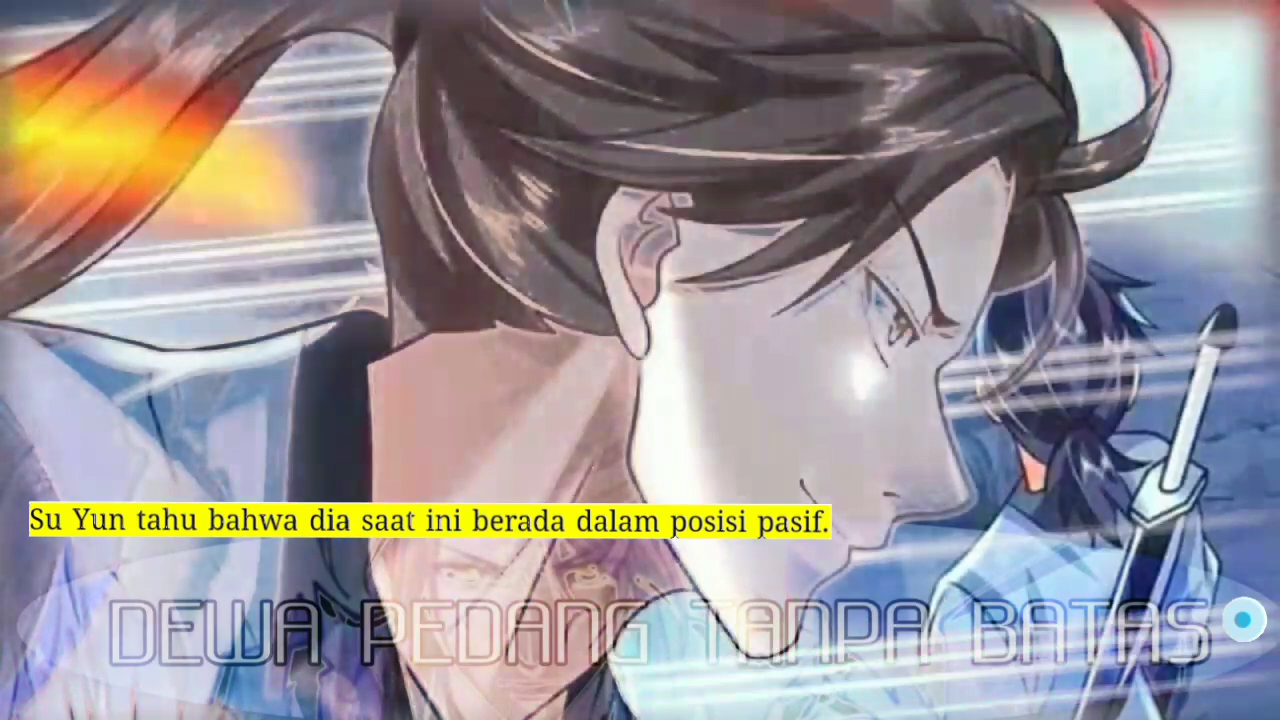 Su Yun tahu bahwa dia saat ini berada dalam posisi pasif.
DEWA PEDANG TANPA BATAS